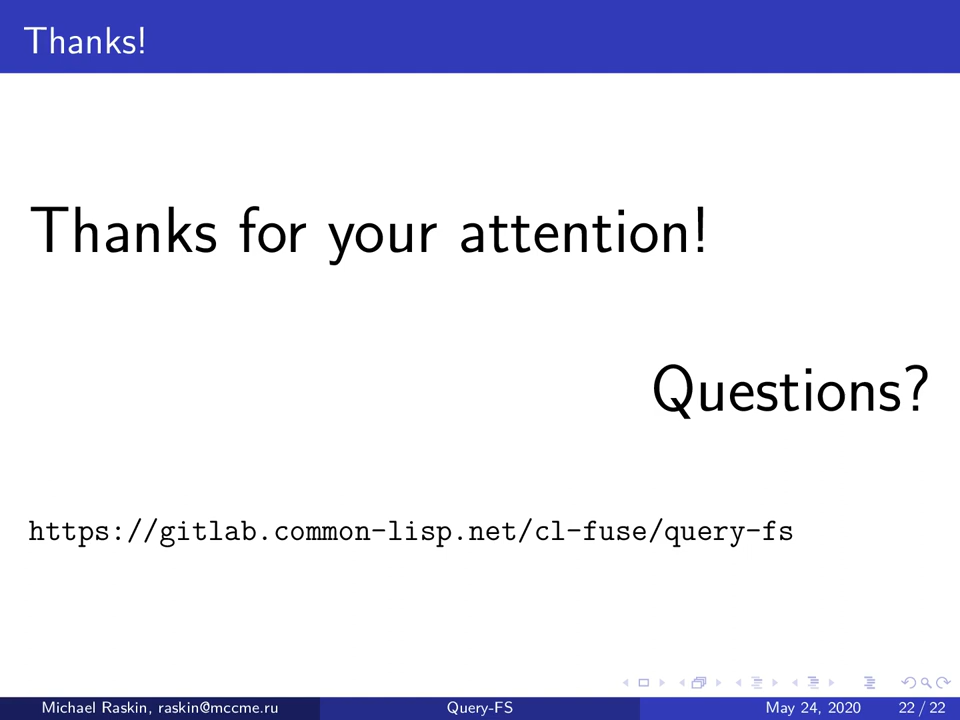 Thanks!
Thanks for your attention!
Questions?
https://gitlab.common-lisp.net/cl-fuse/query-fs
Michael Raskin, raskin@mccme.ru Query-FS May 24, 2020 22 / 22